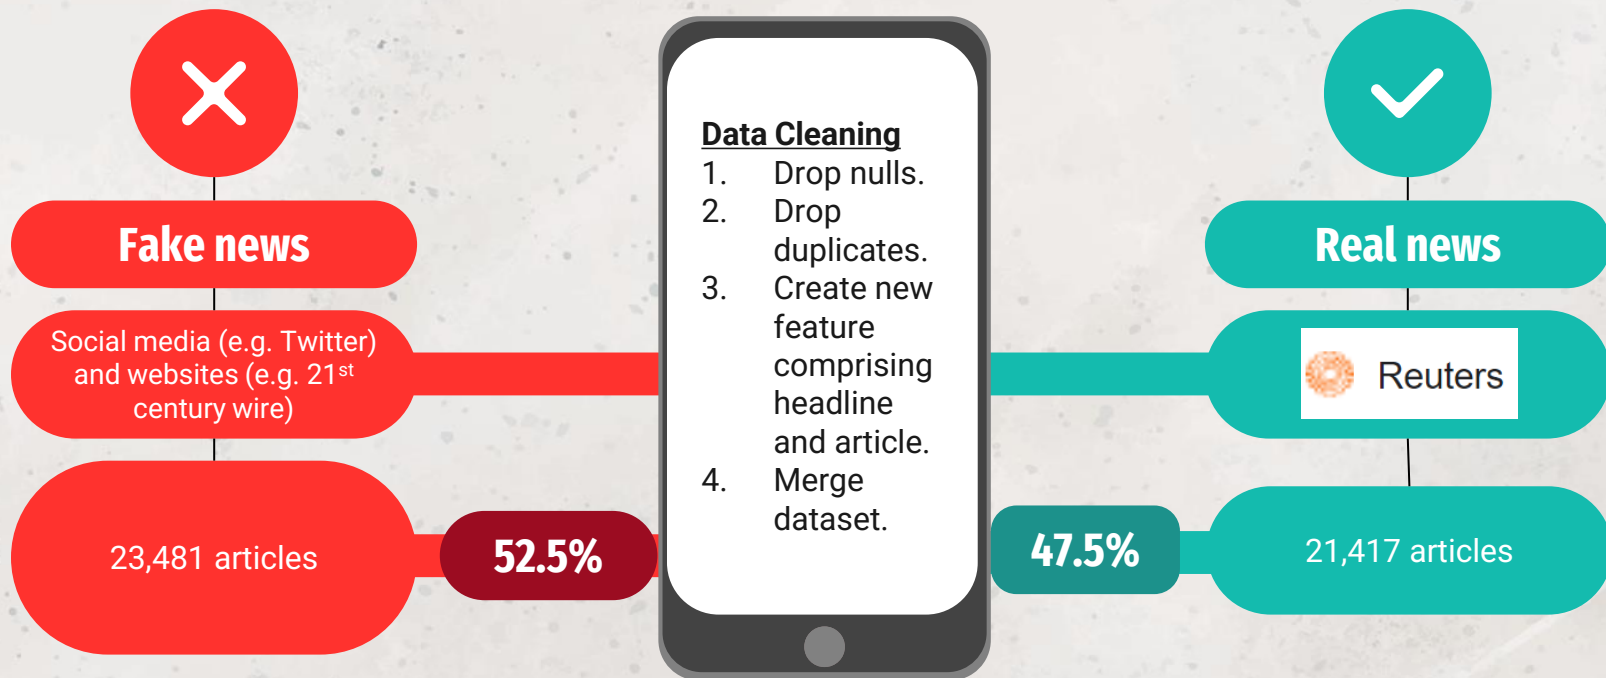 Fake news
Social media (e.g. Twitter)
and websites (e.g. 21st
century wire)
23,481 articles
52.5%
Data Cleaning
1. Drop nulls.
2. Drop
duplicates.
3. Create new
feature
comprising
headline
and article.
4. Merge
dataset.
Real news
Reuters
47.5%
21,417 articles